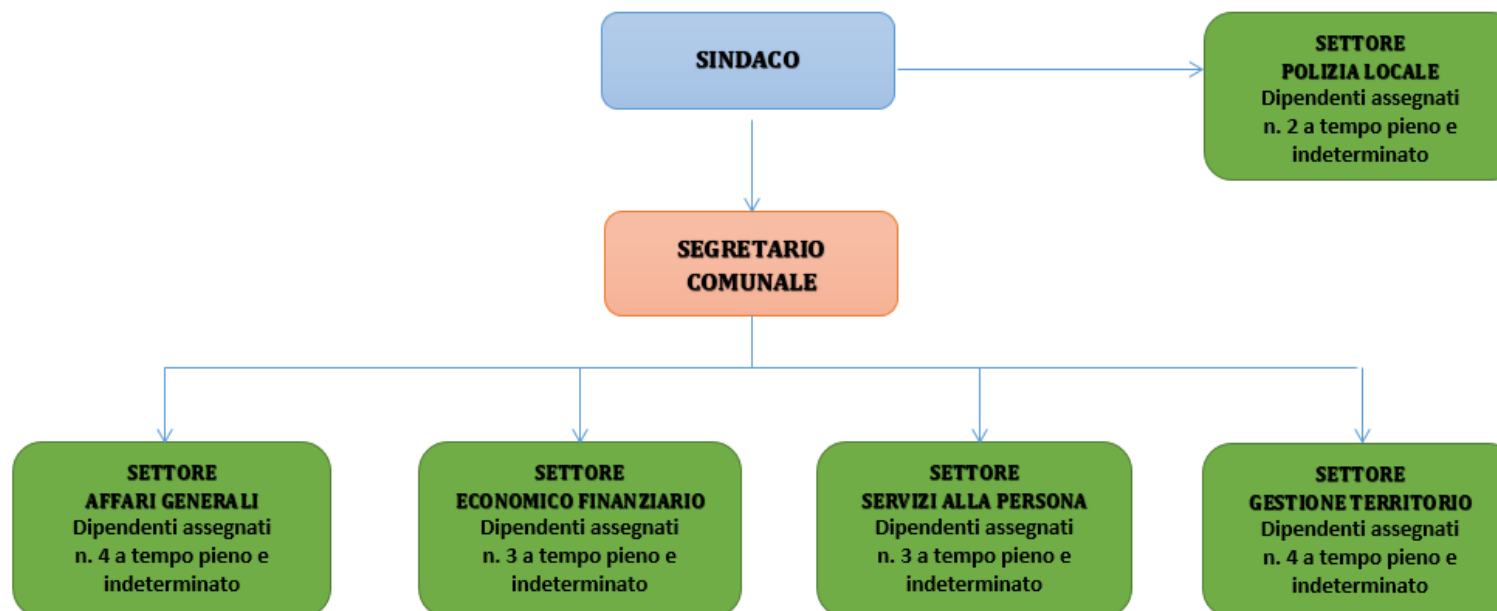 SINDACO
SETTORE
POLIZIA LOCALE
Dipendenti assegnati
n. 2 a tempo pieno e
indeterminato
SEGRETARIO
COMUNALE
SETTORE
AFFARI GENERALI
Dipendenti assegnati
n. 4 a tempo pieno e
indeterminato
SETTORE
ECONOMICO FINANZIARIO
Dipendenti assegnati
n. 3 a tempo pieno e
indeterminato
SETTORE
SERVIZI ALLA PERSONA
Dipendenti assegnati
n. 3 a tempo pieno e
indeterminato
SETTORE
GESTIONE TERRITORIO
Dipendenti assegnati
n. 4 a tempo pieno e
indeterminato